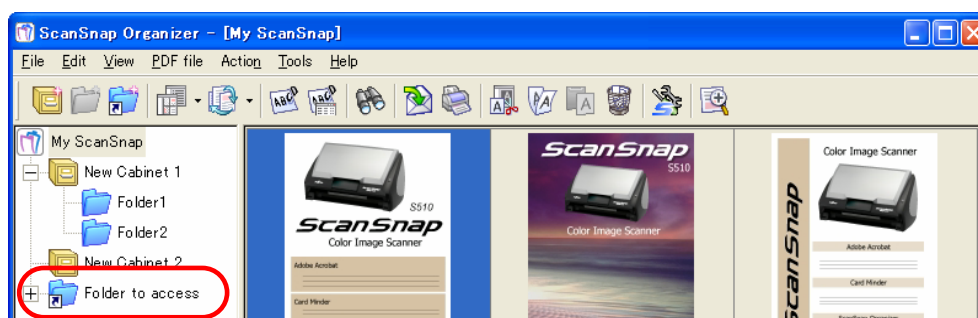 ScanSnap Organizer - [My ScanSnap]
File Edit View PDF file Action Tools Help
My ScanSnap
New Cabinet 1
Folder1
Folder2
New Cabinet 2
Folder to access
S510
ScanSnap
Color Image Scanner
Adobe Acrobat
Card Minder
ScanSnap
S510
Color Image Scanner
Color Image Scanner
ScanSnap
Adobe Acrobat
Card Minder
ScanSnap Organizer